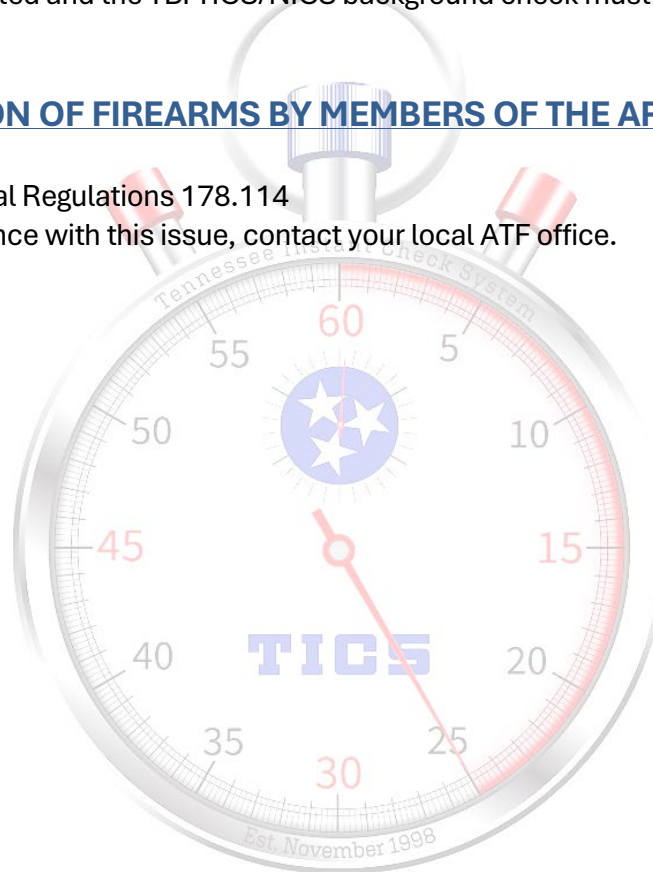 ted and the TBI TICS/NICS background check must
ON OF FIREARMS BY MEMBERS OF THE AR
al Regulations 178.114
nce with this issue, contact your local ATF office.
Tennessee Instant Check System
60
55
5
50
10
45
15
TICS
40
20
35
25
30
Est. November 1998